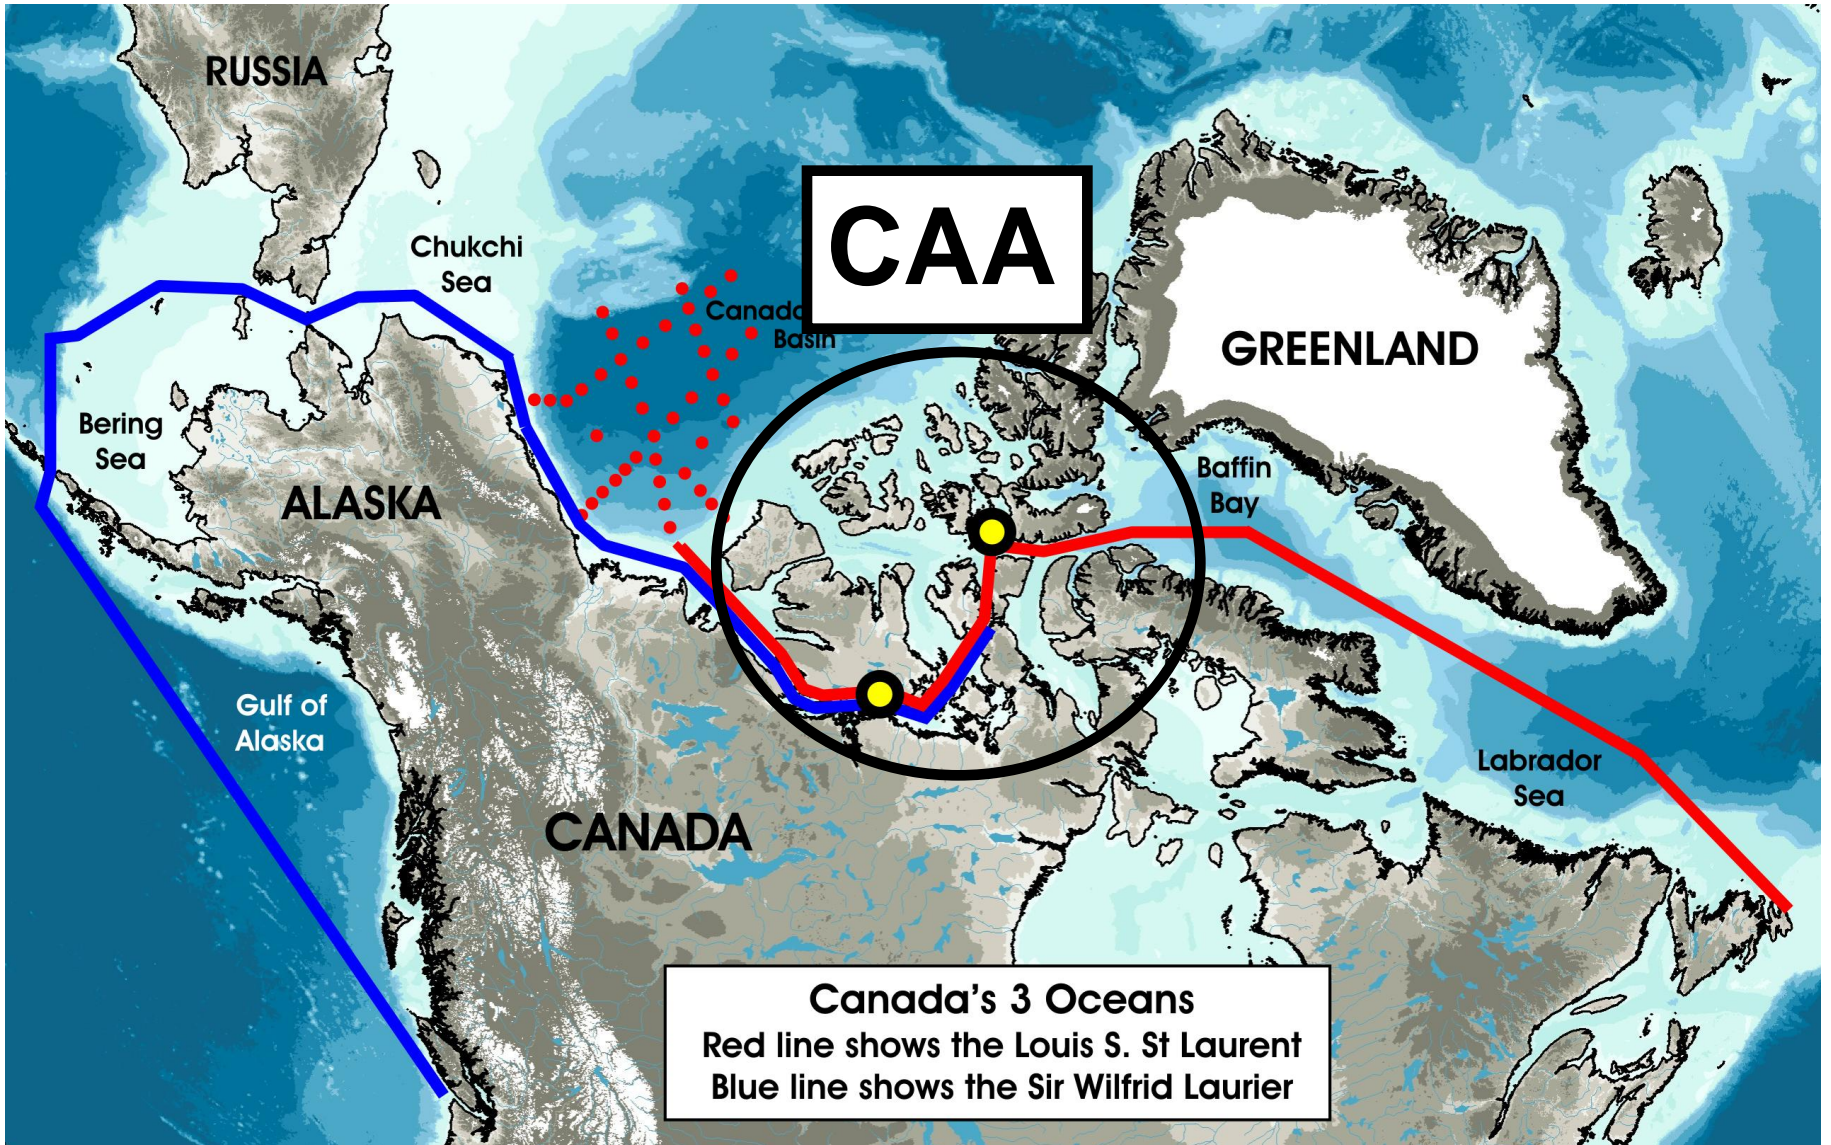 RUSSIA
Chukchi
Sea
CAA
Canada
Basin
GREENLAND
Bering
Sea
ALASKA
Baffin
Bay
Gulf of
Alaska
Labrador
Sea
CANADA
Canada's 3 Oceans
Red line shows the Louis S. St Laurent
Blue line shows the Sir Wilfrid Laurier